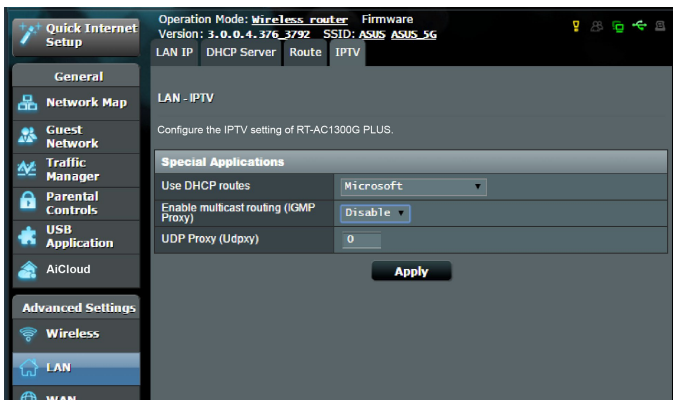 Quick Internet
Setup
General
Network Map
Guest
Network
Traffic
Manager
Parental
Controls
USB
Application
AiCloud
Advanced Settings
Wireless
LAN
WAN
Operation Mode: Wireless router Firmware
Version: 3.0.0.4.376_3792 SSID: ASUS ASUS_5G
LAN IP DHCP Server Route IPTV
LAN - IPTV
Configure the IPTV setting of RT-AC1300G PLUS.
Special Applications
Use DHCP routes Microsoft
Enable multicast routing (IGMP
Proxy) Disable
UDP Proxy (Udpxy) 0
Apply